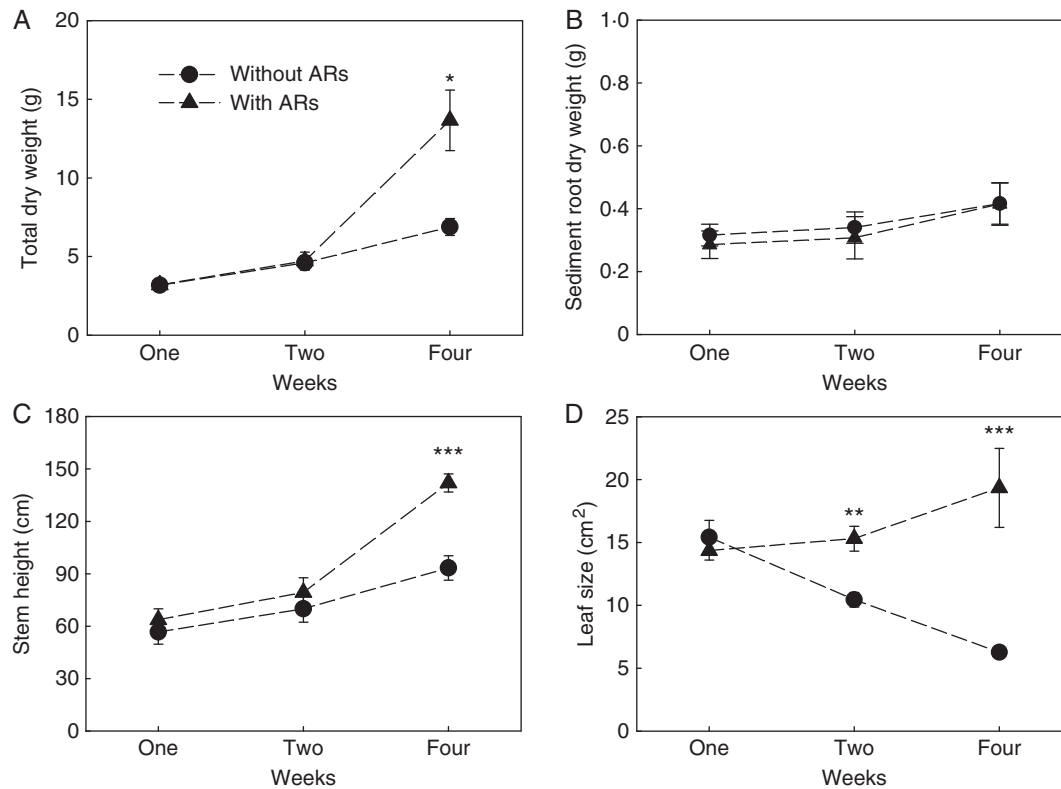 A
Total dry weight (g)
20
15
10
5
0
Without ARs
With ARs
*
One Two Four
Weeks
B
Sediment root dry weight (g)
1·0
0·8
0·6
0·4
0·2
0
One Two Four
Weeks
C
Stem height (cm)
180
150
120
90
60
30
0
***
One Two Four
Weeks
D
Leaf size (cm2)
25
20
15
10
5
0
**
***
One Two Four
Weeks